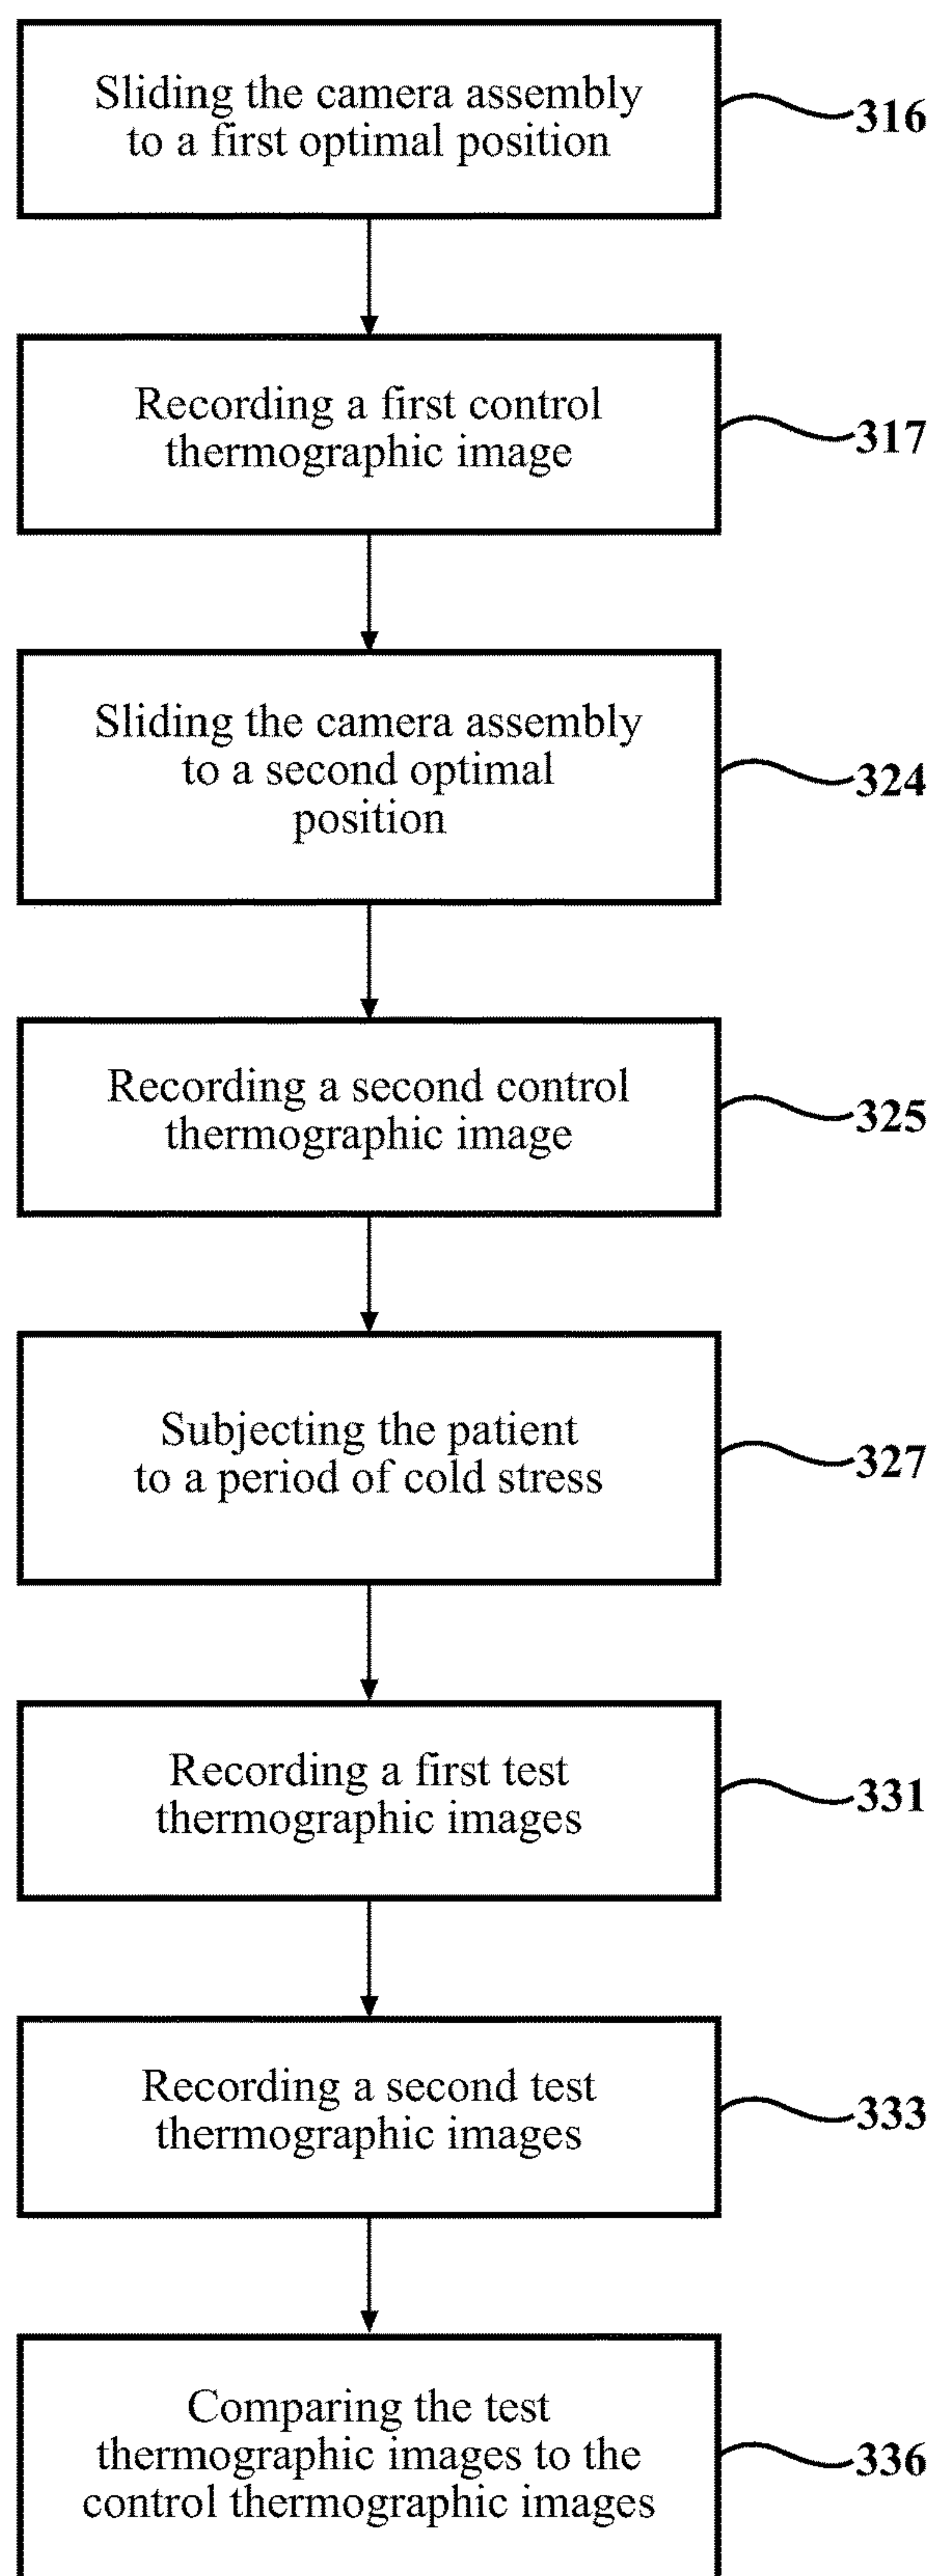 Sliding the camera assembly
to a first optimal position
316
Recording a first control
thermographic image
317
Sliding the camera assembly
to a second optimal
position
324
Recording a second control
thermographic image
325
Subjecting the patient
to a period of cold stress
327
Recording a first test
thermographic images
331
Recording a second test
thermographic images
333
Comparing the test
thermographic images to the
control thermographic images
336